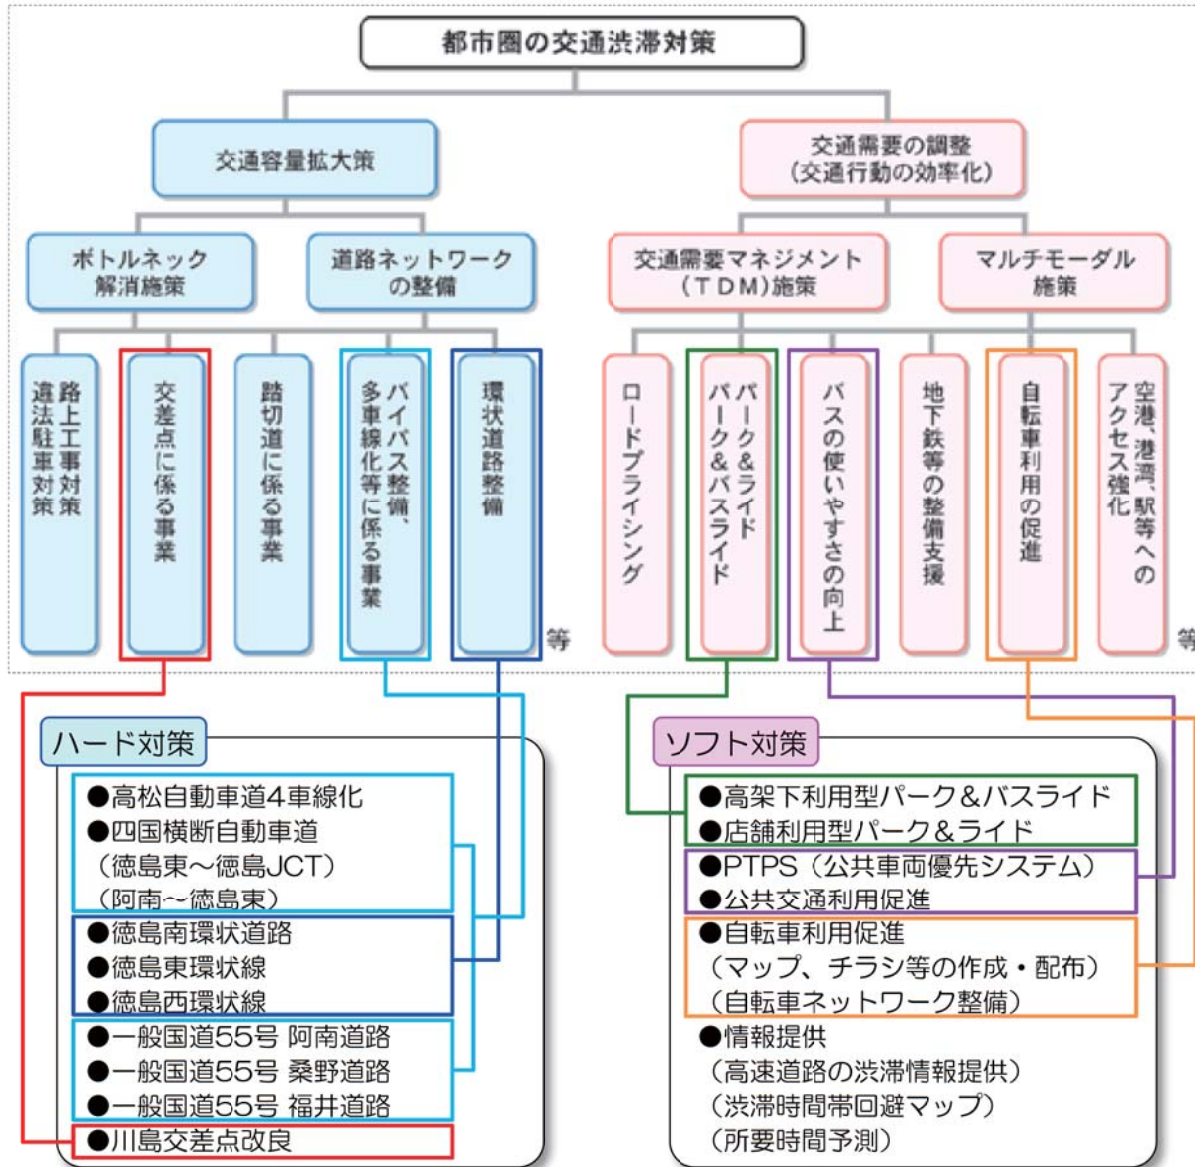 都市圏の交通渋滞対策
交通容量拡大策
交通需要の調整
(交通行動の効率化)
ボトルネック
解消施策
道路ネットワーク
の整備
交通需要マネジメント
(TDM)施策
マルチモーダル
施策
路上工事対策
違法駐車対策
交差点に係る事業
踏切道に係る事業
バイパス整備、
多車線化等に係る事業
環状道路整備
等
ロードプライシング
パーク&ライド
パーク&バスライド
バスの使いやすさの向上
地下鉄等の整備支援
自転車利用の促進
空港、港湾、駅等への
アクセス強化
等
ハード対策
●高松自動車道4車線化
●四国横断自動車道
(徳島東~徳島JCT)
(阿南~徳島東)
●徳島南環状道路
●徳島東環状線
●徳島西環状線
●一般国道55号 阿南道路
●一般国道55号 桑野道路
●一般国道55号 福井道路
●川島交差点改良
ソフト対策
●高架下利用型パーク&バスライド
●店舗利用型パーク&ライド
●PTPS(公共車両優先システム)
●公共交通利用促進
●自転車利用促進
(マップ、チラシ等の作成・配布)
(自転車ネットワーク整備)
●情報提供
(高速道路の渋滞情報提供)
(渋滞時間帯回避マップ)
(所要時間予測)